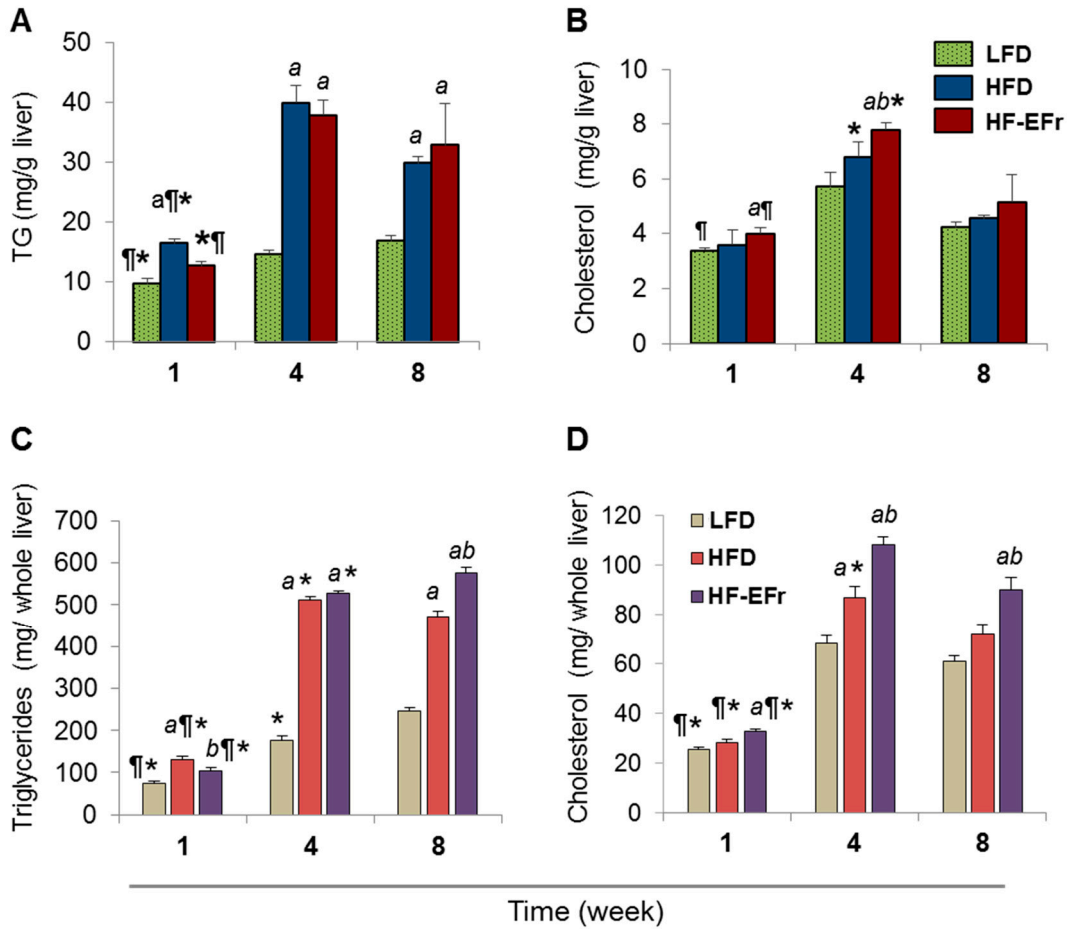 A
TG (mg/g liver)
50
40
30
20
10
0
¶*
a¶*
*¶
a
a
a
a
1
4
8
B
Cholesterol (mg/g liver)
10
8
6
4
2
0
¶
a¶
*
ab*
1
4
8
LFD
HFD
HF-EFr
C
Triglycerides (mg/ whole liver)
700
600
500
400
300
200
100
0
¶*
a¶*
b¶*
*
a*
a*
a
ab
1
4
8
D
Cholesterol (mg/ whole liver)
120
100
80
60
40
20
0
LFD
HFD
HF-EFr
¶*
¶*
a¶*
a*
ab
ab
1
4
8
Time (week)